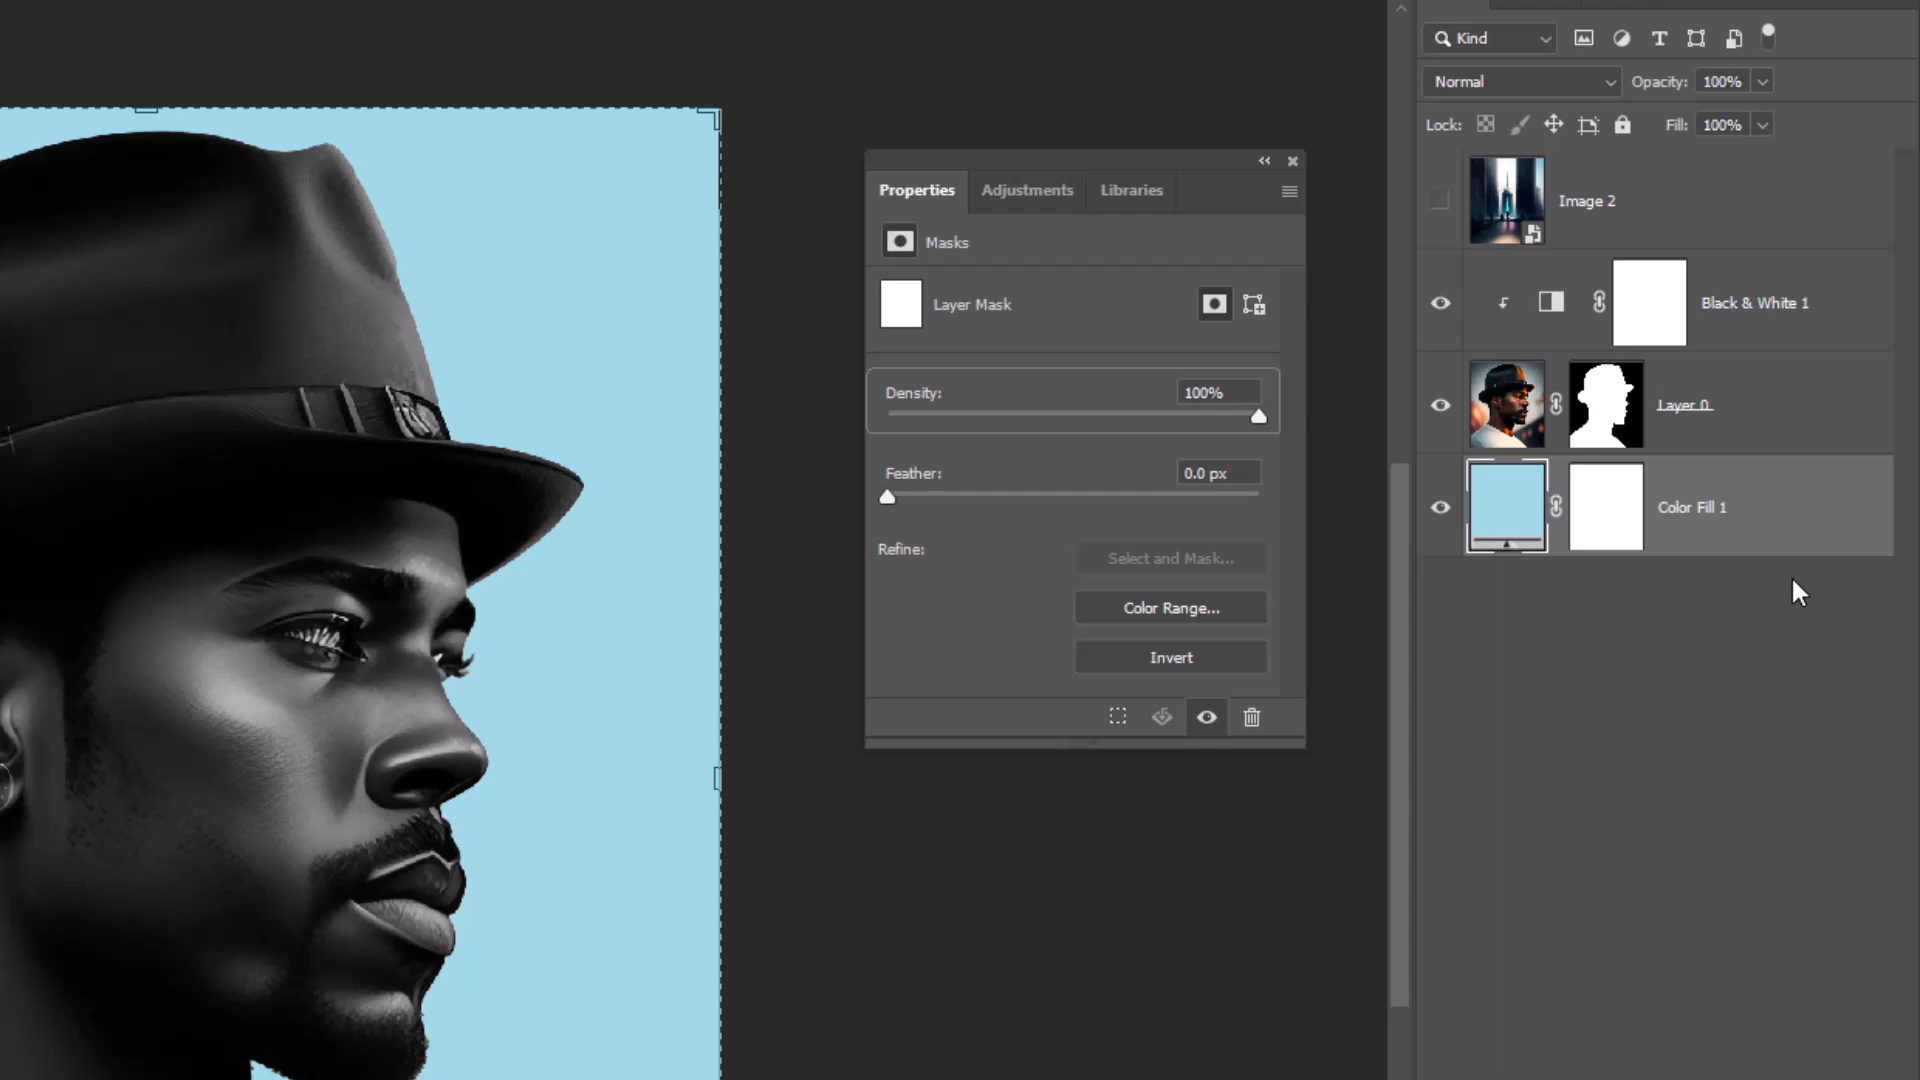 Kind
Normal
Opacity: 100%
Lock:
Fill: 100%
Properties
Adjustments
Libraries
Masks
Layer Mask
Density: 100%
Feather: 0.0 px
Refine:
Select and Mask...
Color Range...
Invert
Image 2
Black & White 1
Layer 0
Color Fill 1